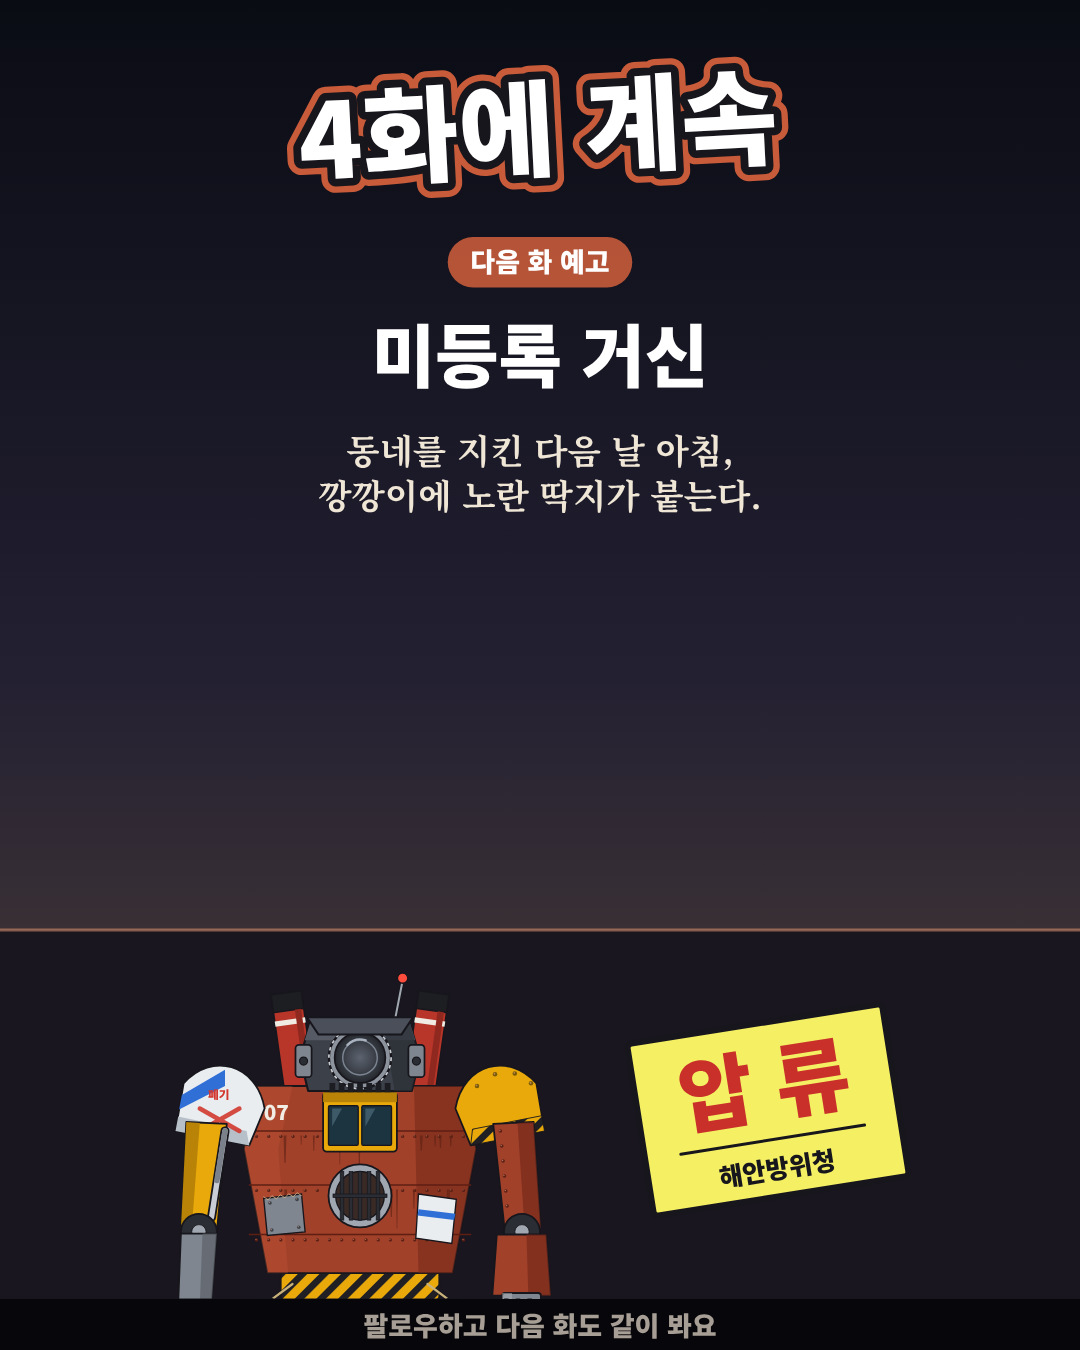 4화에 계속
다음 화 예고
미등록 거신
동네를 지킨 다음 날 아침,
깡깡이에 노란 딱지가 붙는다.
폐기
07
압류
해안방위청
팔로우하고 다음 화도 같이 봐요